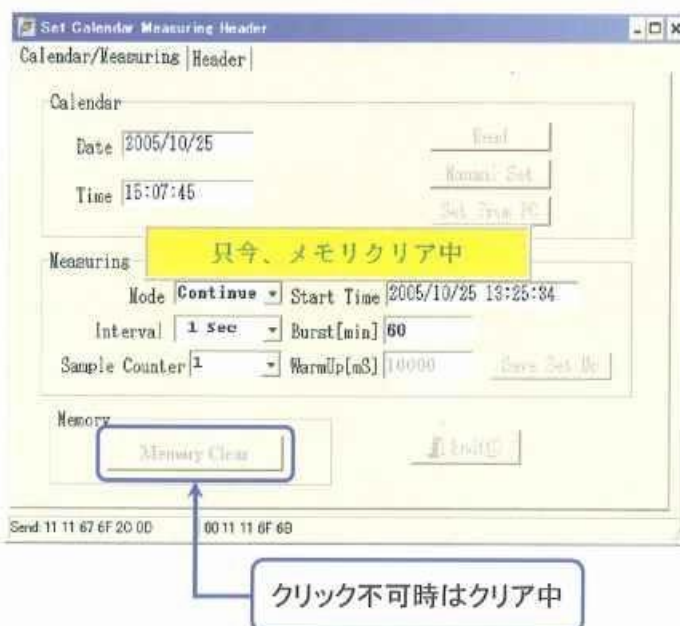 Set Calendar Measuring Header
Calendar/Measuring Header
Calendar
Date 2005/10/25
Read
Manual Set
Time 15:07:45
Set From PC
只今、メモリクリア中
Measuring
Mode Continue Start Time 2005/10/25 13:25:34
Interval 1 Sec Burst[min] 60
Sample Counter 1 WarmUp[mS] 10000 Save Set Up
Memory
Memory Clear
Send: 11 11 67 6F 20 0D 00 11 11 6F 6B
クリック不可時はクリア中